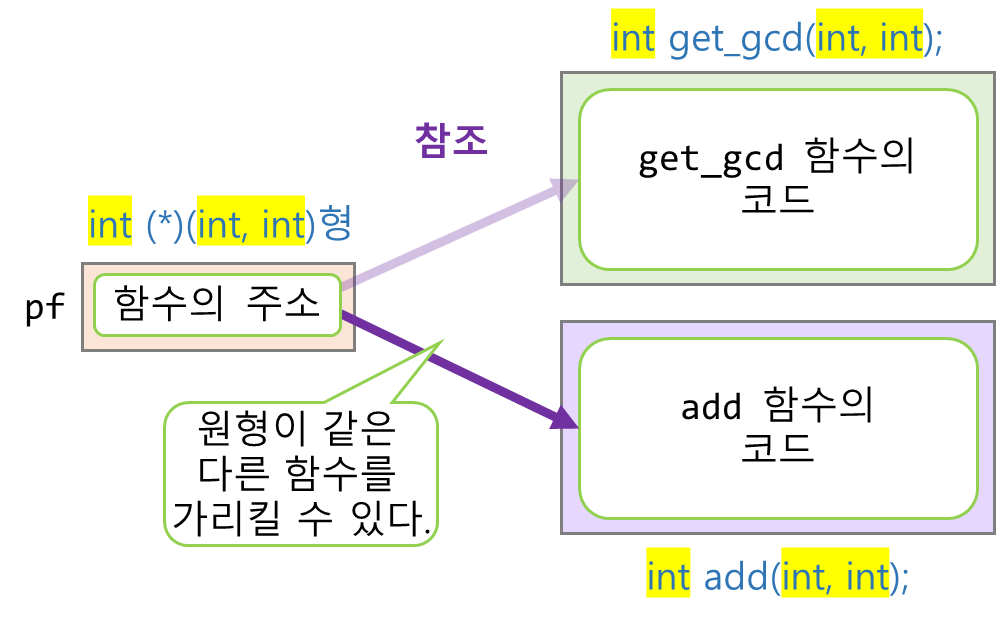 int get_gcd(int, int);
참조
get_gcd 함수의
코드
int (*)(int, int)형
pf
함수의 주소
원형이 같은
다른 함수를
가리킬 수 있다.
add 함수의
코드
int add(int, int);